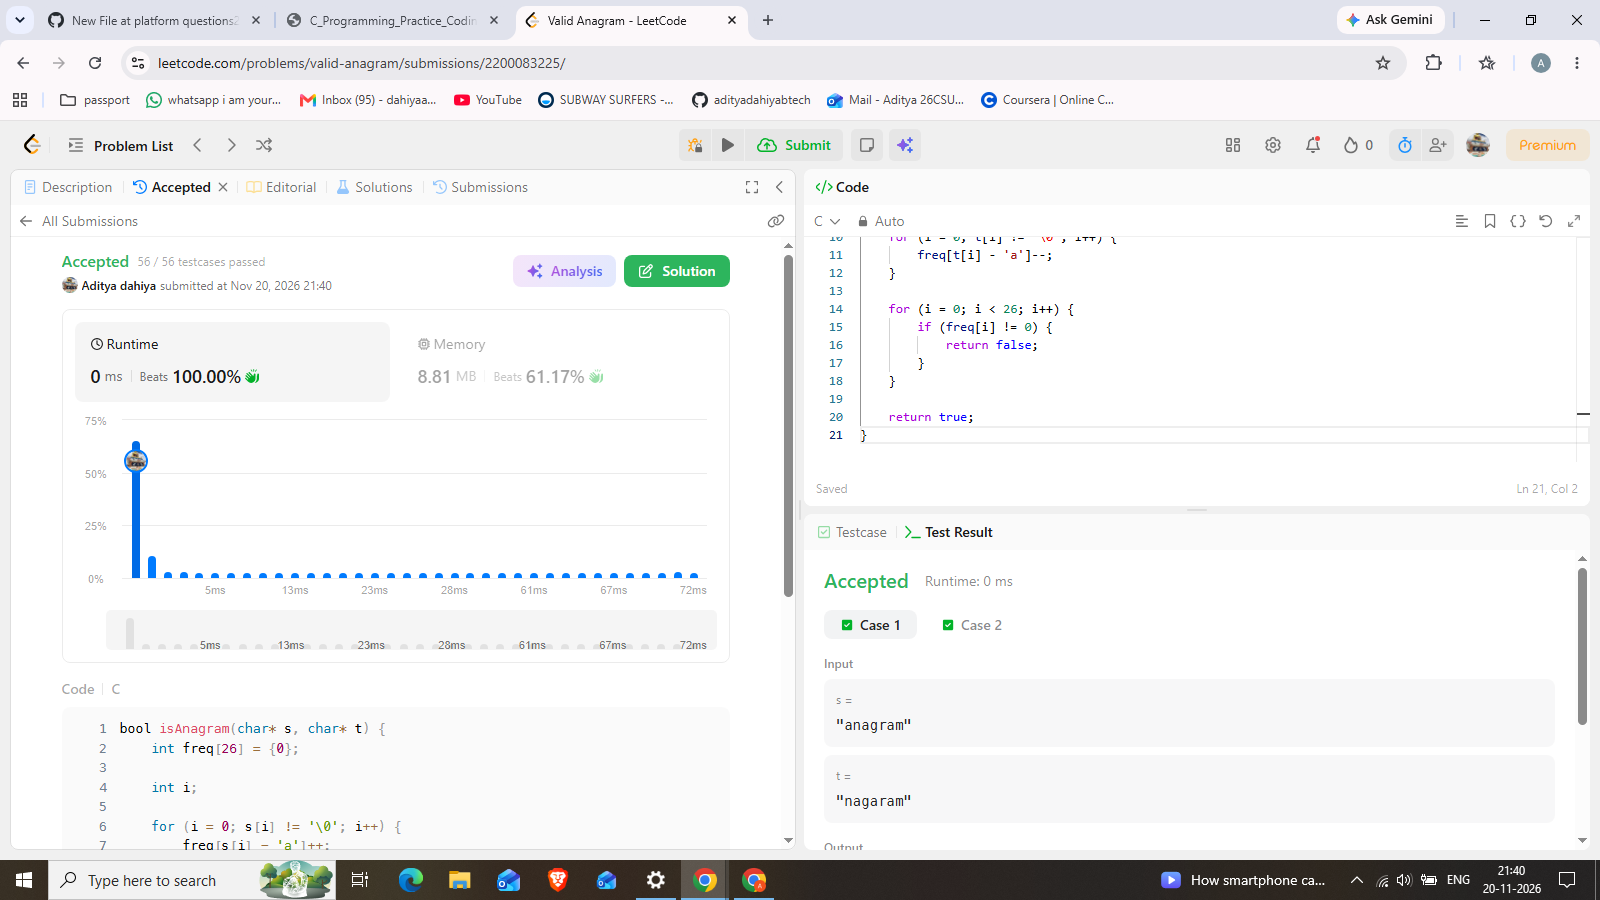 New File at platform questions2
C_Programming_Practice_Codin
Valid Anagram - LeetCode
Ask Gemini
leetcode.com/problems/valid-anagram/submissions/2200083225/
A
passport
whatsapp i am your...
Inbox (95) - dahiyaa...
YouTube
SUBWAY SURFERS -...
adityadahiyabtech
Mail - Aditya 26CSU...
Coursera | Online C...
Problem List
Submit
0
Premium
Description
Accepted
Editorial
Solutions
Submissions
All Submissions
Accepted 56 / 56 testcases passed
Aditya dahiya submitted at Nov 20, 2026 21:40
Analysis
Solution
Runtime
0 ms | Beats 100.00%
Memory
8.81 MB | Beats 61.17%
75%
50%
25%
0%
5ms 13ms 23ms 28ms 61ms 67ms 72ms
5ms 13ms 23ms 28ms 61ms 67ms 72ms
Code | C
1 bool isAnagram(char* s, char* t) {
2 int freq[26] = {0};
3
4 int i;
5
6 for (i = 0; s[i] != '\0'; i++) {
7 freq[s[i] - 'a']++;
</> Code
C
Auto
10 for (i = 0; t[i] != '\0'; i++) {
11 freq[t[i] - 'a']--;
12 }
13
14 for (i = 0; i < 26; i++) {
15 if (freq[i] != 0) {
16 return false;
17 }
18 }
19
20 return true;
21 }
Saved
Ln 21, Col 2
Testcase
Test Result
Accepted Runtime: 0 ms
Case 1
Case 2
Input
s =
"anagram"
t =
"nagaram"
Output
Type here to search
How smartphone ca...
ENG
21:40
20-11-2026